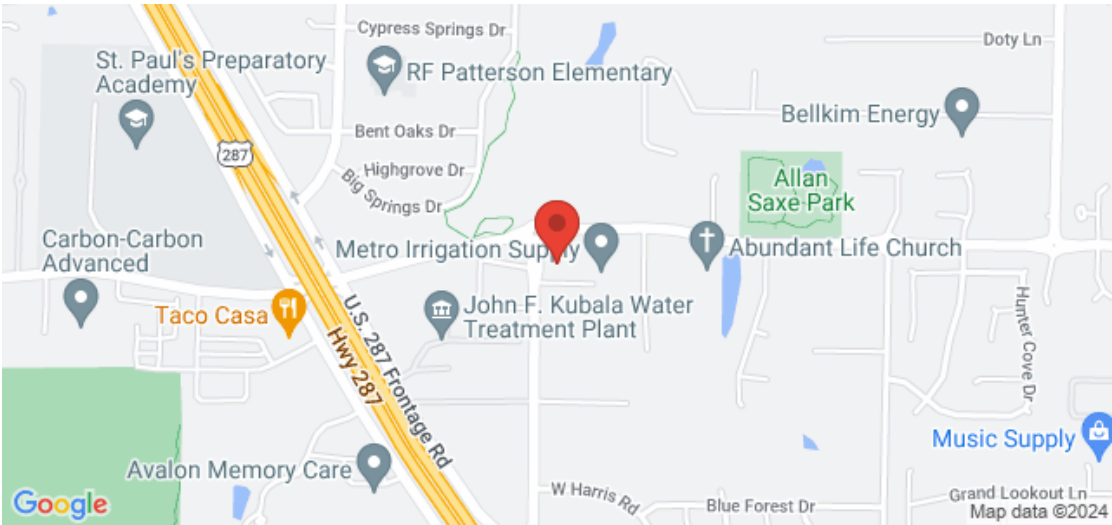 Cypress Springs Dr
Doty Ln
St. Paul's Preparatory
Academy
RF Patterson Elementary
Bellkim Energy
Bent Oaks Dr
287
Highgrove Dr
Big Springs Dr
Allan
Saxe Park
Carbon-Carbon
Advanced
Metro Irrigation Supply
Abundant Life Church
Taco Casa
John F. Kubala Water
Treatment Plant
U.S. 287 Frontage Rd
Hwy 287
Hunter Cove Dr
Music Supply
Avalon Memory Care
W Harris Rd
Blue Forest Dr
Grand Lookout Ln
Google
Map data ©2024